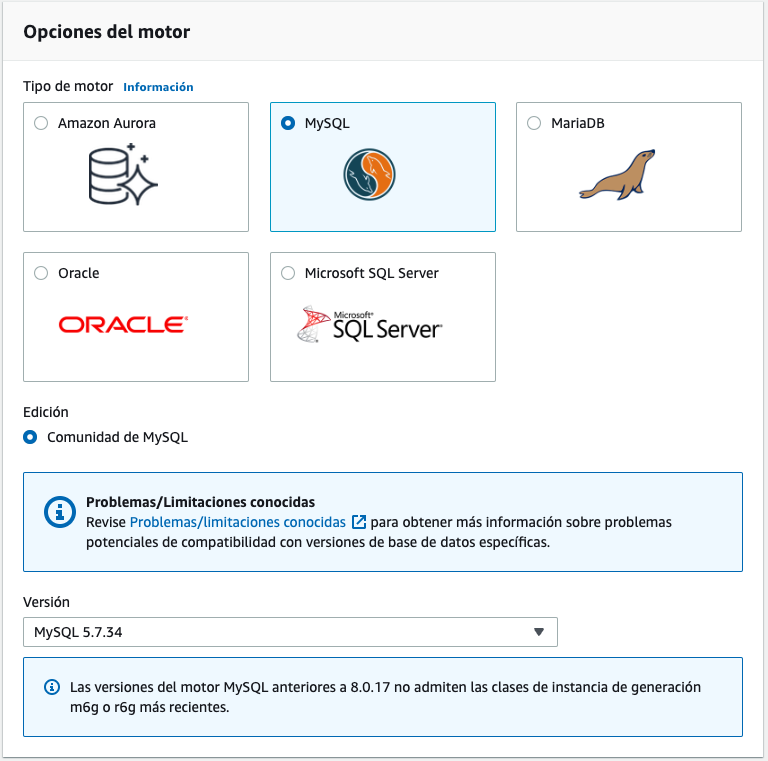 Opciones del motor
Tipo de motor Información
Amazon Aurora
MySQL
MariaDB
Oracle
Microsoft SQL Server
ORACLE®
Microsoft®
SQL Server®
Edición
Comunidad de MySQL
Problemas/Limitaciones conocidas
Revise Problemas/limitaciones conocidas para obtener más información sobre problemas
potenciales de compatibilidad con versiones de base de datos específicas.
Versión
MySQL 5.7.34
Las versiones del motor MySQL anteriores a 8.0.17 no admiten las clases de instancia de generación
m6g o r6g más recientes.